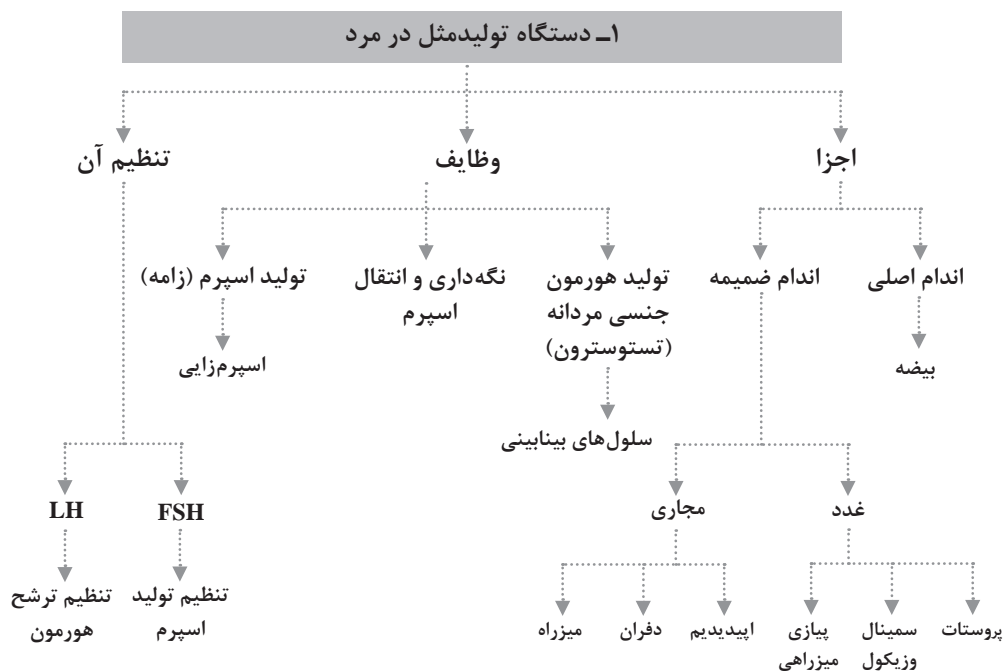 ۱ــ دستگاه تولیدمثل در مرد
اجزا
وظایف
تنظیم آن
اندام اصلی
اندام ضمیمه
تولید هورمون
جنسی مردانه
(تستوسترون)
نگه‌داری و انتقال
اسپرم
تولید اسپرم (زامه)
بیضه
اسپرم‌زایی
سلول‌های بینابینی
غدد
مجاری
FSH
LH
پروستات
سمینال
وزیکول
پیازی
میزراهی
اپیدیدیم
دفران
میزراه
تنظیم تولید
اسپرم
تنظیم ترشح
هورمون